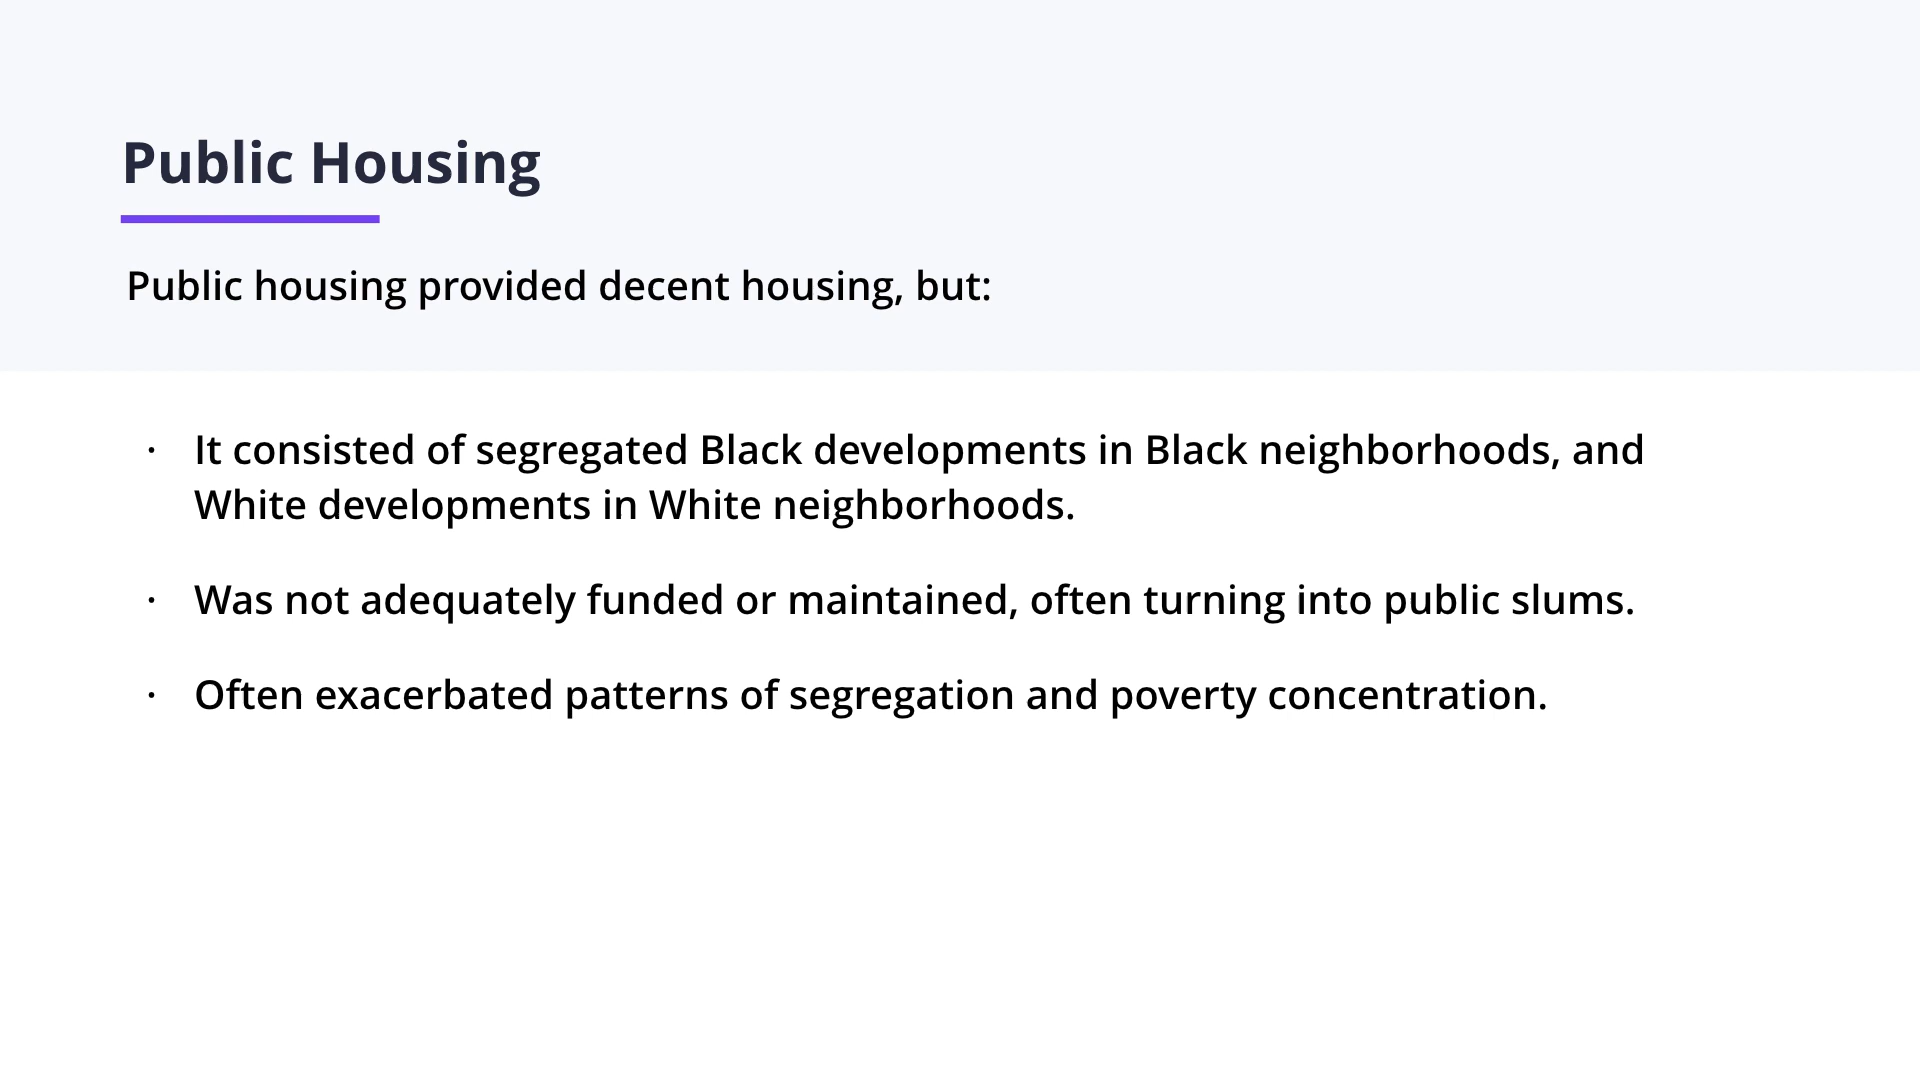 Public Housing
Public housing provided decent housing, but:
· It consisted of segregated Black developments in Black neighborhoods, and
White developments in White neighborhoods.
· Was not adequately funded or maintained, often turning into public slums.
· Often exacerbated patterns of segregation and poverty concentration.